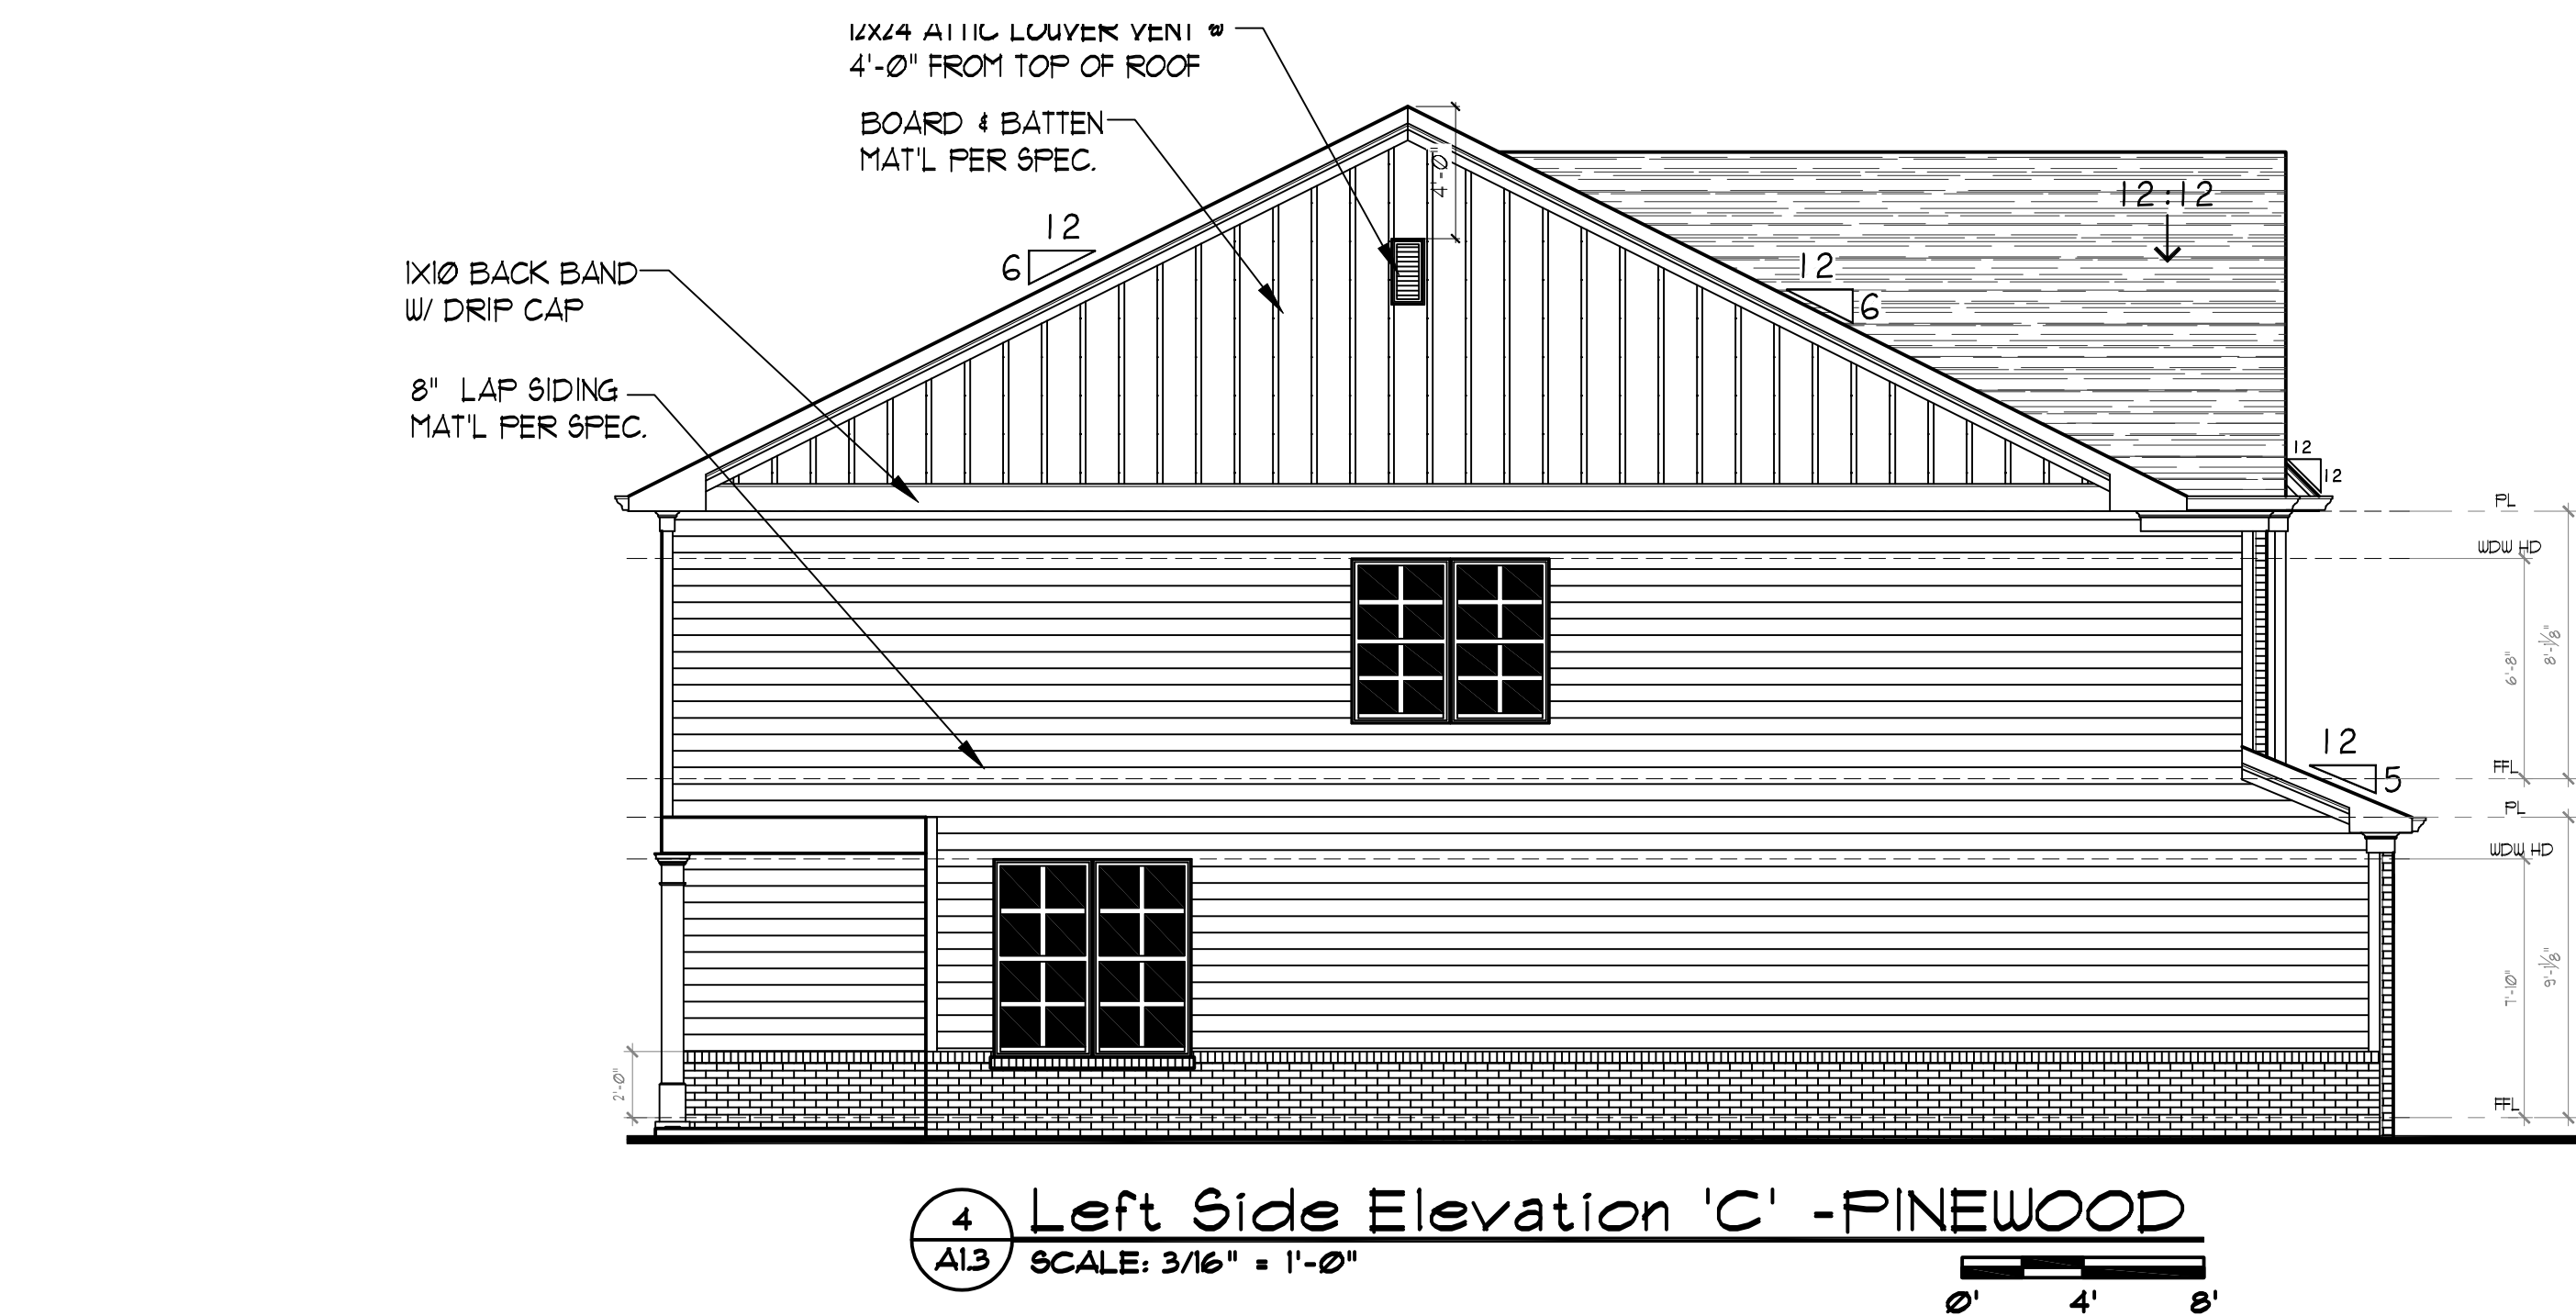 12X24 ATTIC LOUVER VENT @
4'-0" FROM TOP OF ROOF
BOARD & BATTEN
MAT'L PER SPEC.
4'-0"
12:12
12
6
12
6
1X10 BACK BAND
W/ DRIP CAP
8" LAP SIDING
MAT'L PER SPEC.
12
12
PL
WDW HD
8'-1 1/8"
6'-8"
12
5
FFL
PL
WDW HD
9'-1 1/8"
7'-10"
2'-0"
FFL
4
A1.3
Left Side Elevation 'C' -PINEWOOD
SCALE: 3/16" = 1'-0"
0' 4' 8'